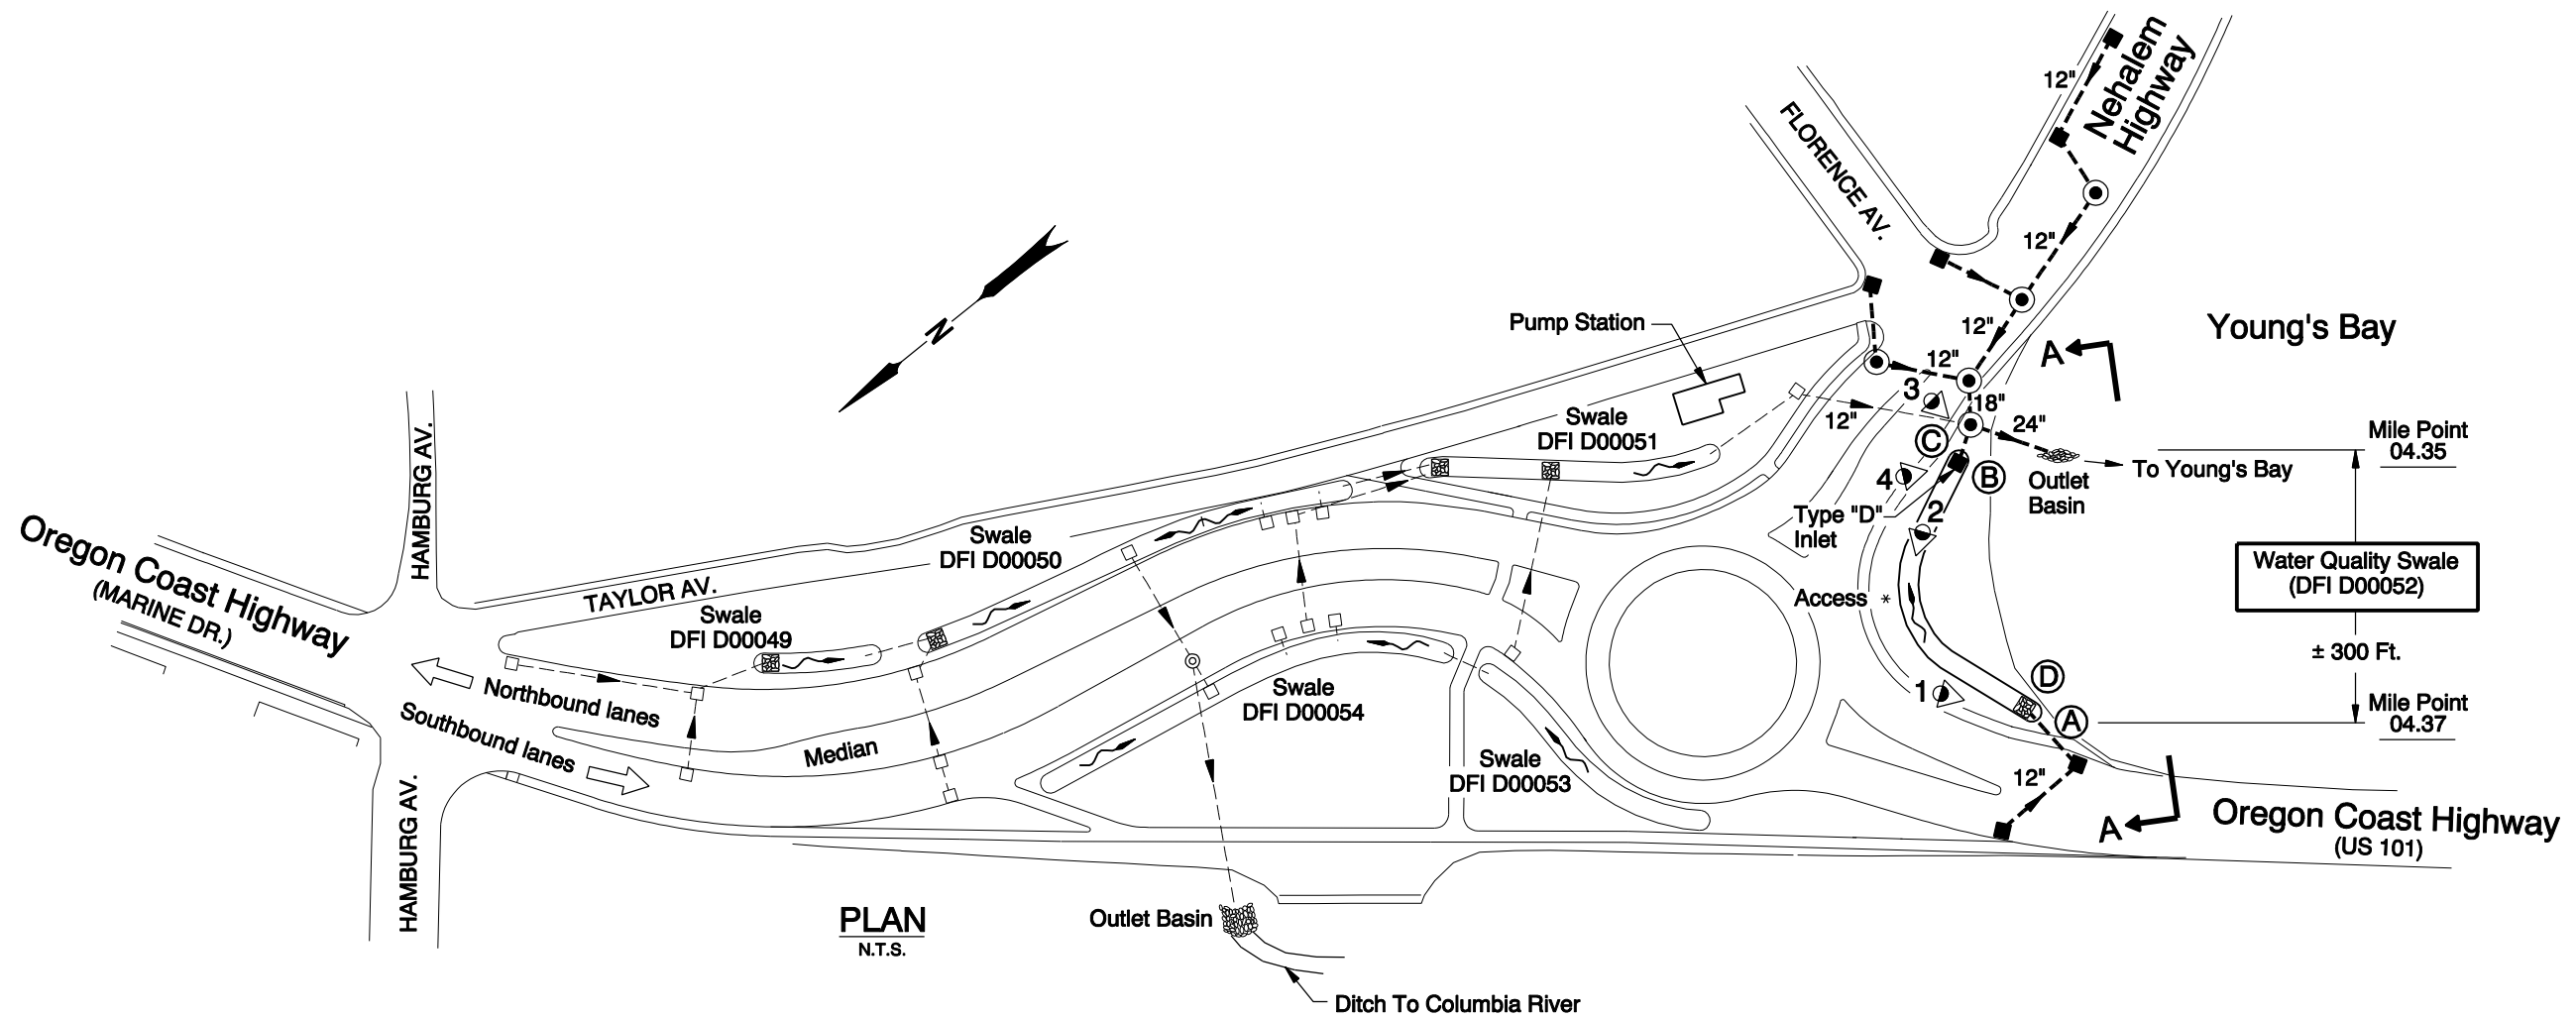 Nehalem
Highway
12"
FLORENCE AV.
12"
N
Pump Station
12"
Young's Bay
A
12"
3
18"
12"
24"
Swale
DFI D00051
C
Mile Point
04.35
To Young's Bay
B
4
Outlet
Basin
HAMBURG AV.
Type "D"
Inlet
2
Oregon Coast Highway
(MARINE DR.)
Swale
DFI D00050
Water Quality Swale
(DFI D00052)
TAYLOR AV.
Access *
Swale
DFI D00049
± 300 Ft.
Northbound lanes
Swale
DFI D00054
1
D
A
Mile Point
04.37
Southbound lanes
Median
Swale
DFI D00053
12"
HAMBURG AV.
A
Oregon Coast Highway
(US 101)
PLAN
N.T.S.
Outlet Basin
Ditch To Columbia River